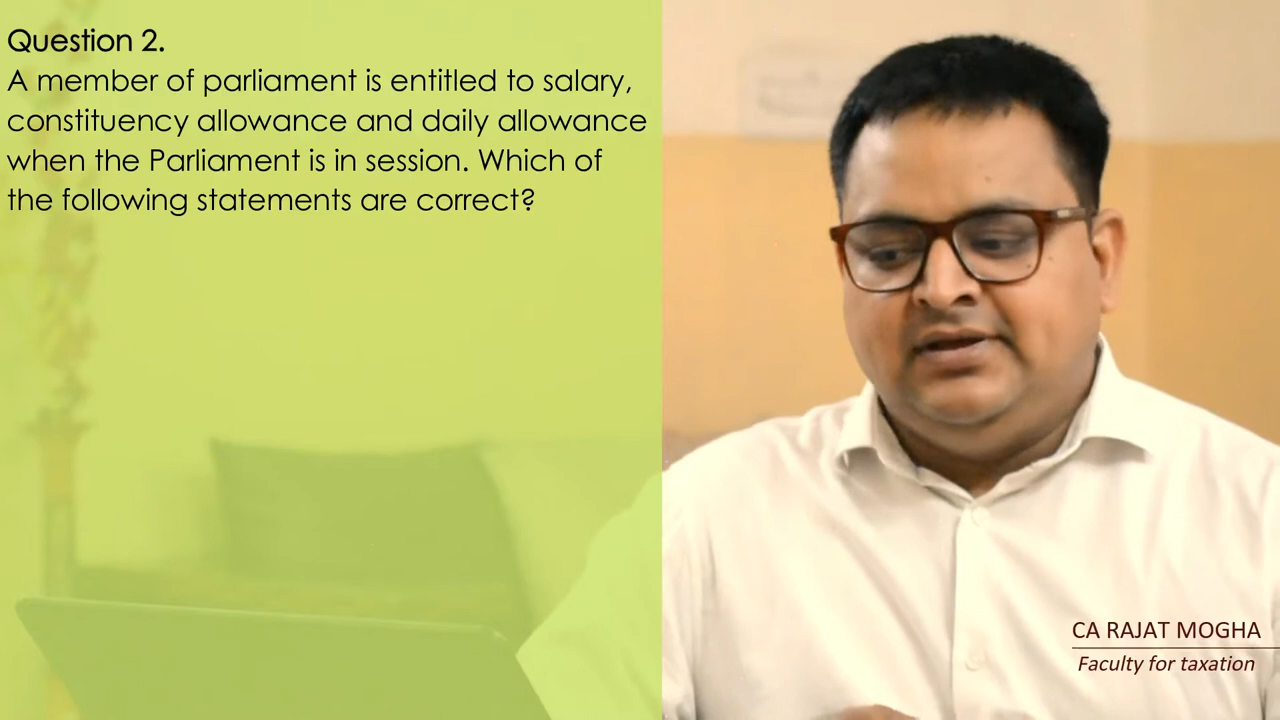 Question 2.
A member of parliament is entitled to salary,
constituency allowance and daily allowance
when the Parliament is in session. Which of
the following statements are correct?
CA RAJAT MOGHA
Faculty for taxation